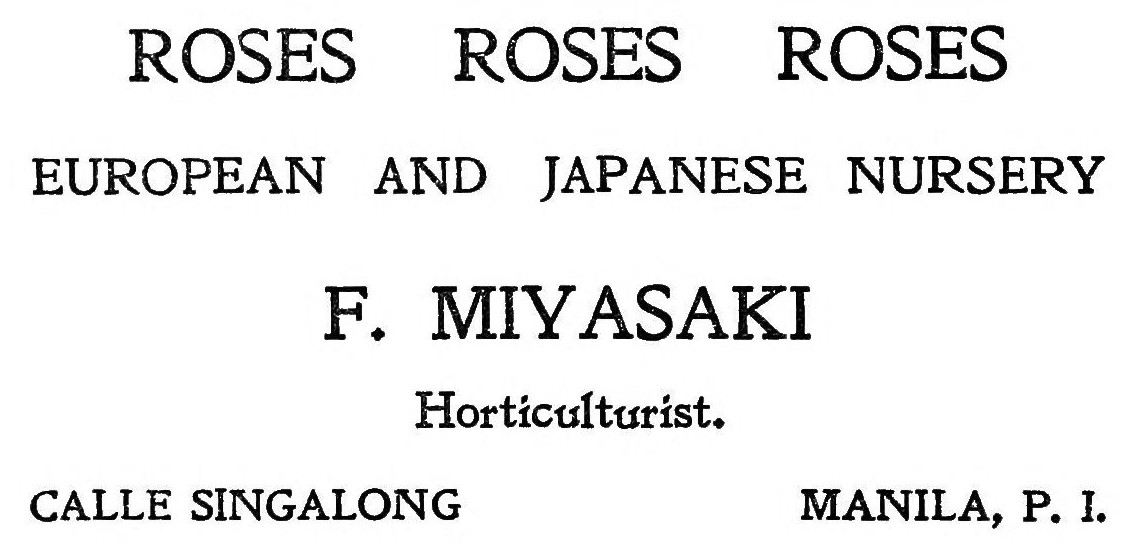 ROSES ROSES ROSES
EUROPEAN AND JAPANESE NURSERY
F. MIYASAKI
Horticulturist.
CALLE SINGALONG MANILA, P. I.